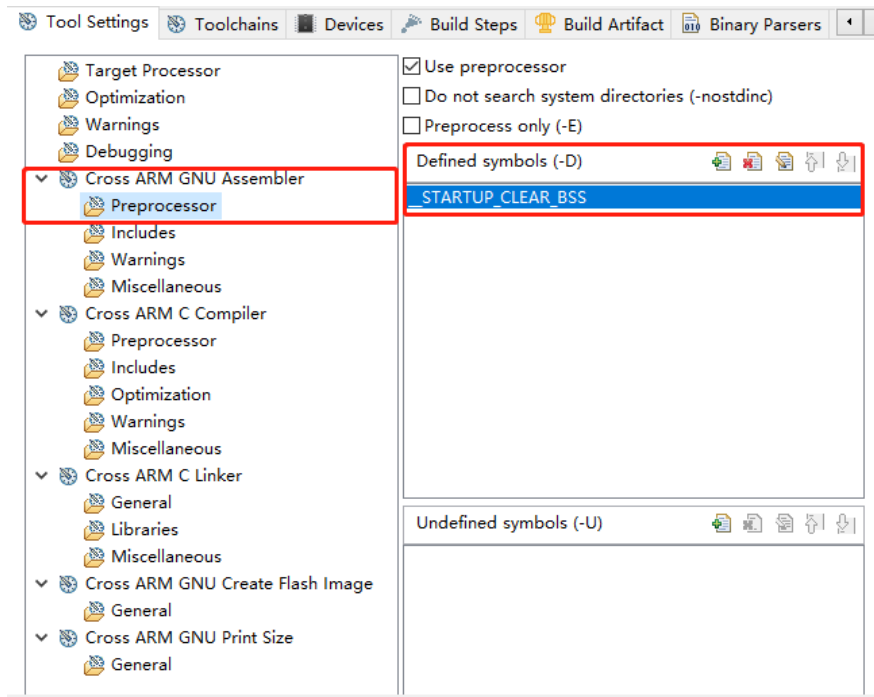 Tool Settings Toolchains Devices Build Steps Build Artifact Binary Parsers
Target Processor
Optimization
Warnings
Debugging
Cross ARM GNU Assembler
Preprocessor
Includes
Warnings
Miscellaneous
Cross ARM C Compiler
Preprocessor
Includes
Optimization
Warnings
Miscellaneous
Cross ARM C Linker
General
Libraries
Miscellaneous
Cross ARM GNU Create Flash Image
General
Cross ARM GNU Print Size
General
Use preprocessor
Do not search system directories (-nostdinc)
Preprocess only (-E)
Defined symbols (-D)
__STARTUP_CLEAR_BSS
Undefined symbols (-U)